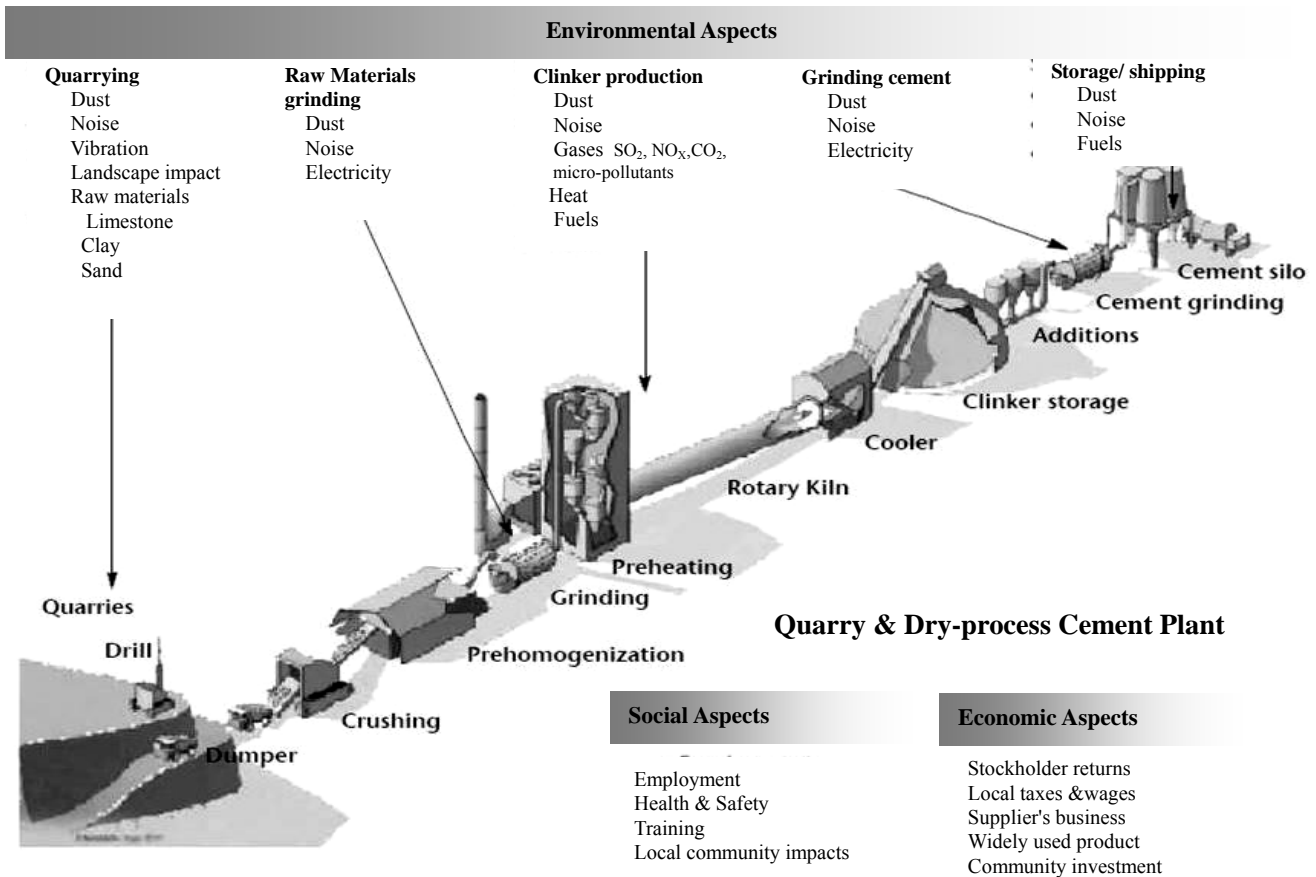 Environmental Aspects
Quarrying
Dust
Noise
Vibration
Landscape impact
Raw materials
Limestone
Clay
Sand
Raw Materials
grinding
Dust
Noise
Electricity
Clinker production
Dust
Noise
Gases SO₂, NOₓ,CO₂,
micro-pollutants
Heat
Fuels
Grinding cement
Dust
Noise
Electricity
Storage/ shipping
Dust
Noise
Fuels
Cement silo
Cement grinding
Additions
Clinker storage
Cooler
Rotary Kiln
Preheating
Grinding
Prehomogenization
Crushing
Dumper
Drill
Quarries
Quarry & Dry-process Cement Plant
Social Aspects
Employment
Health & Safety
Training
Local community impacts
Economic Aspects
Stockholder returns
Local taxes &wages
Supplier's business
Widely used product
Community investment